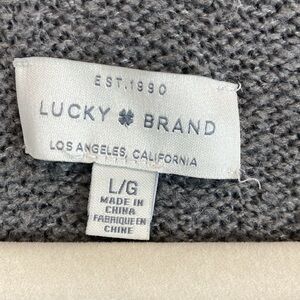 EST. 1990
LUCKY BRAND
LOS ANGELES, CALIFORNIA
L/G
MADE IN
CHINA
FABRIQUE EN
CHINE